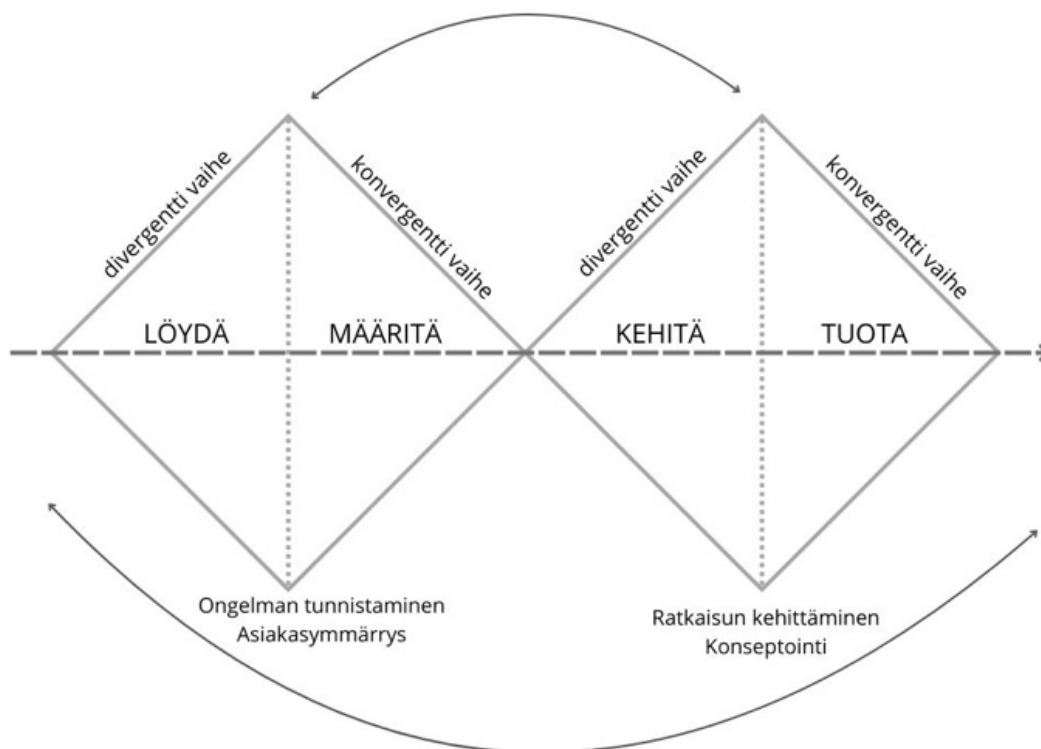 divergentti vaihe
konvergentti vaihe
divergentti vaihe
konvergentti vaihe
LÖYDÄ
MÄÄRITÄ
KEHITÄ
TUOTA
Ongelman tunnistaminen
Asiakasymmärrys
Ratkaisun kehittäminen
Konseptointi